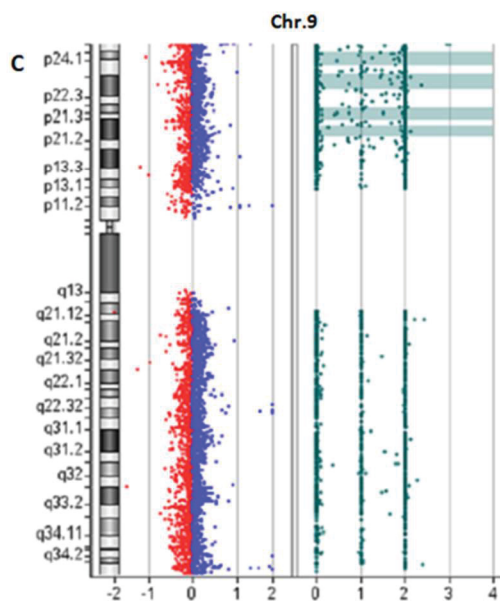 Chr.9
C
p24.1
p22.3
p21.3
p21.2
p13.3
p13.1
p11.2
q13
q21.12
q21.2
q21.32
q22.1
q22.32
q31.1
q31.2
q32
q33.2
q34.11
q34.2
-2 -1 0 1 2 0 1 2 3 4